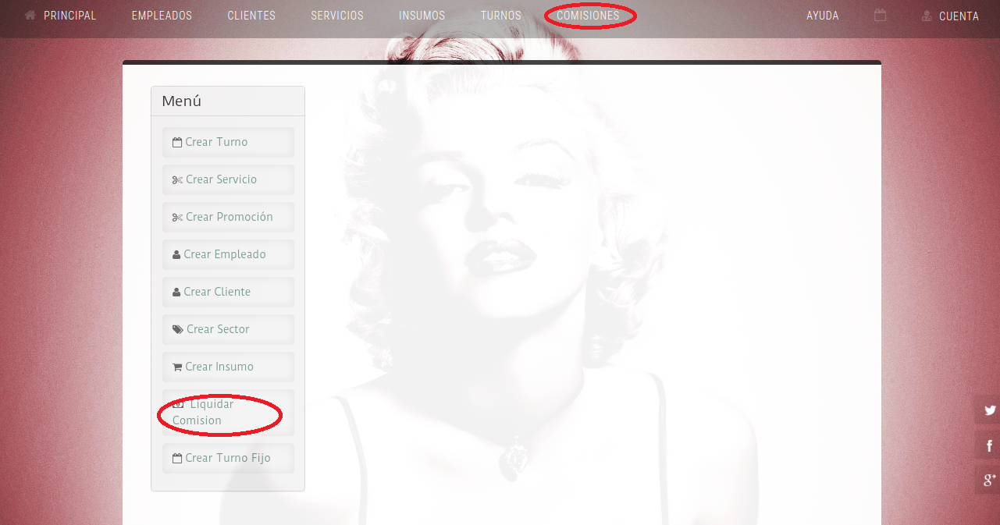 PRINCIPAL EMPLEADOS CLIENTES SERVICIOS INSUMOS TURNOS COMISIONES AYUDA CUENTA
Menú
Crear Turno
Crear Servicio
Crear Promoción
Crear Empleado
Crear Cliente
Crear Sector
Crear Insumo
Liquidar
Comision
Crear Turno Fijo